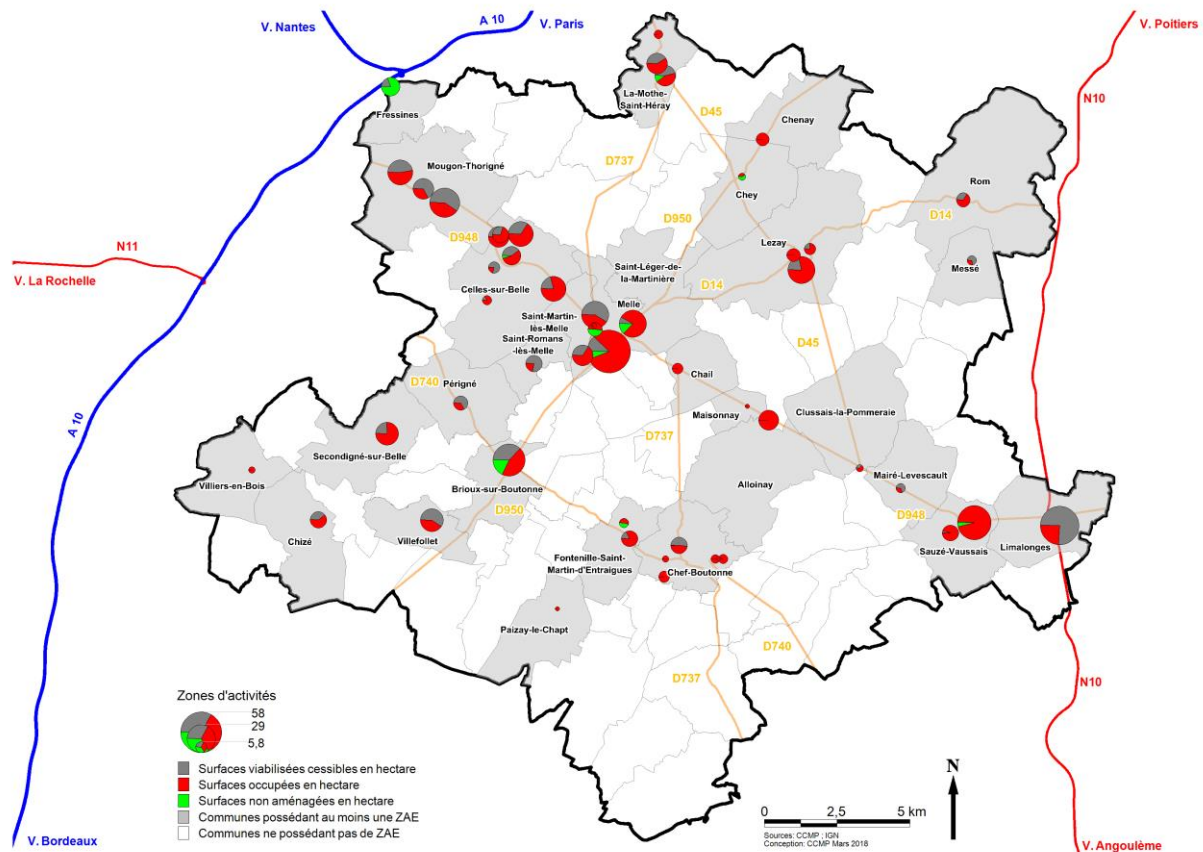 V. Nantes
A 10
V. Paris
V. Poitiers
N10
Fressines
La-Mothe-
Saint-Héray
D45
Chenay
D737
Mougon-Thorigné
Chey
Rom
D14
N11
V. La Rochelle
D948
D950
Lezay
Messé
Saint-Léger-de-
la-Martinière
Celles-sur-Belle
D14
Melle
Saint-Martin-
lès-Melle
Saint-Romans
-lès-Melle
D45
D740
Périgné
Chail
Maisonnay
Clussais-la-Pommeraie
A 10
D737
Secondigné-sur-Belle
Villiers-en-Bois
Brioux-sur-Boutonne
Alloinay
Mairé-Levescault
D950
D948
Chizé
Villefollet
Sauzé-Vaussais
Limalonges
Fontenille-Saint-
Martin-d'Entraigues
Chef-Boutonne
Paizay-le-Chapt
D740
D737
N10
Zones d'activités
58
29
5,8
Surfaces viabilisées cessibles en hectare
Surfaces occupées en hectare
Surfaces non aménagées en hectare
Communes possédant au moins une ZAE
Communes ne possédant pas de ZAE
N
0 2,5 5 km
Sources: CCMP ; IGN
Conception: CCMP Mars 2018
V. Bordeaux
V. Angoulème